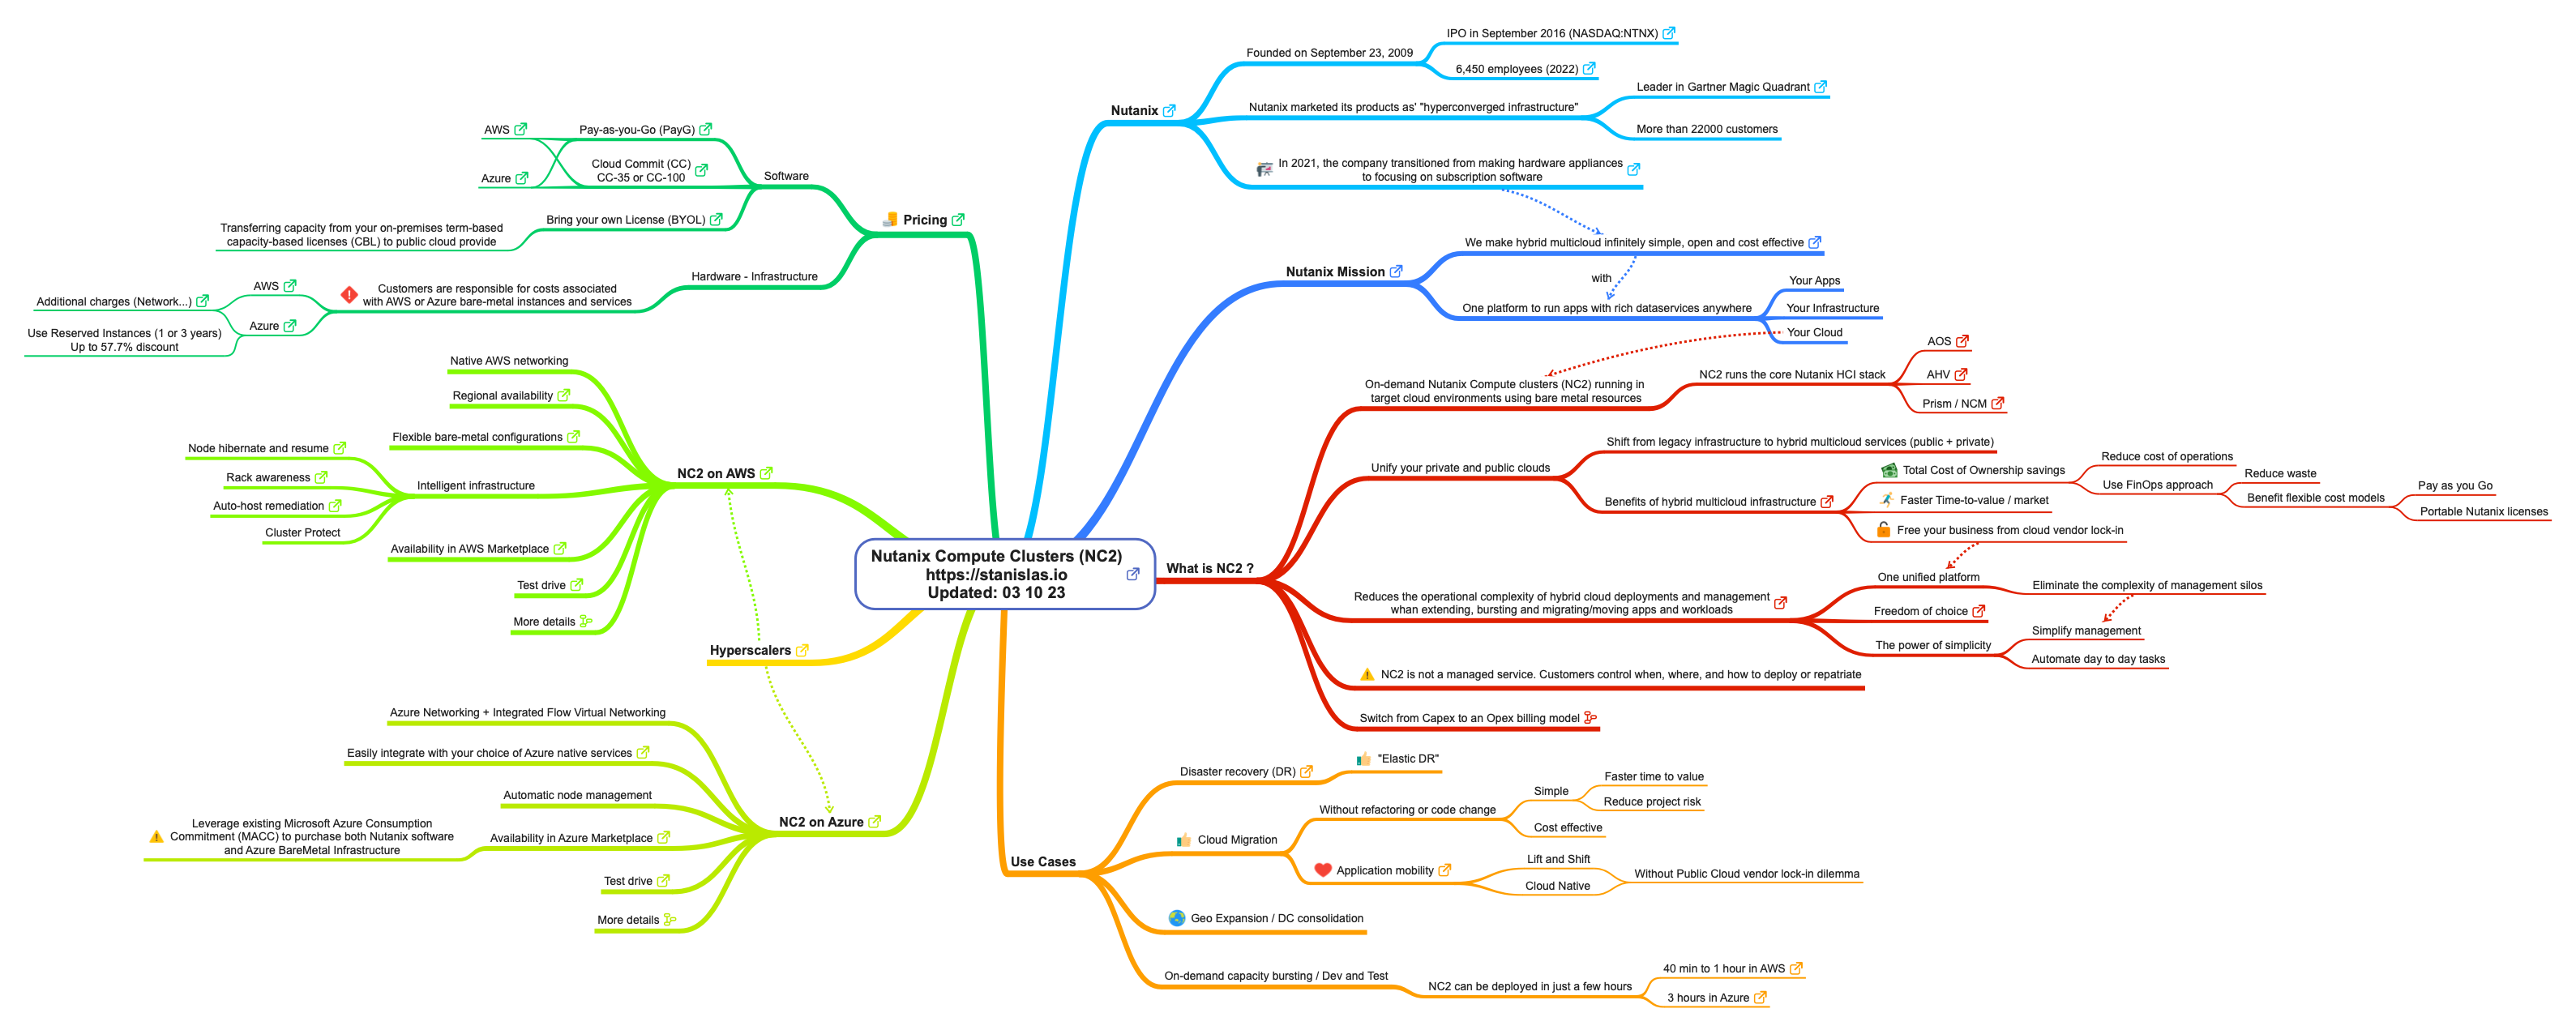 Nutanix Compute Clusters (NC2)
https://stanislas.io
Updated: 03 10 23
Nutanix
Founded on September 23, 2009
IPO in September 2016 (NASDAQ:NTNX)
6,450 employees (2022)
Nutanix marketed its products as' "hyperconverged infrastructure"
Leader in Gartner Magic Quadrant
More than 22000 customers
In 2021, the company transitioned from making hardware appliances
to focusing on subscription software
Nutanix Mission
We make hybrid multicloud infinitely simple, open and cost effective
with
One platform to run apps with rich dataservices anywhere
Your Apps
Your Infrastructure
Your Cloud
What is NC2 ?
On-demand Nutanix Compute clusters (NC2) running in
target cloud environments using bare metal resources
NC2 runs the core Nutanix HCI stack
AOS
AHV
Prism / NCM
Unify your private and public clouds
Shift from legacy infrastructure to hybrid multicloud services (public + private)
Benefits of hybrid multicloud infrastructure
Total Cost of Ownership savings
Reduce cost of operations
Use FinOps approach
Reduce waste
Benefit flexible cost models
Pay as you Go
Portable Nutanix licenses
Faster Time-to-value / market
Free your business from cloud vendor lock-in
Reduces the operational complexity of hybrid cloud deployments and management
whan extending, bursting and migrating/moving apps and workloads
One unified platform
Eliminate the complexity of management silos
Freedom of choice
The power of simplicity
Simplify management
Automate day to day tasks
NC2 is not a managed service. Customers control when, where, and how to deploy or repatriate
Switch from Capex to an Opex billing model
Use Cases
Disaster recovery (DR)
"Elastic DR"
Cloud Migration
Without refactoring or code change
Simple
Faster time to value
Reduce project risk
Cost effective
Application mobility
Lift and Shift
Cloud Native
Without Public Cloud vendor lock-in dilemma
Geo Expansion / DC consolidation
On-demand capacity bursting / Dev and Test
NC2 can be deployed in just a few hours
40 min to 1 hour in AWS
3 hours in Azure
Pricing
Software
Pay-as-you-Go (PayG)
Cloud Commit (CC)
CC-35 or CC-100
AWS
Azure
Bring your own License (BYOL)
Transferring capacity from your on-premises term-based
capacity-based licenses (CBL) to public cloud provide
Hardware - Infrastructure
Customers are responsible for costs associated
with AWS or Azure bare-metal instances and services
AWS
Azure
Additional charges (Network...)
Use Reserved Instances (1 or 3 years)
Up to 57.7% discount
NC2 on AWS
Native AWS networking
Regional availability
Flexible bare-metal configurations
Intelligent infrastructure
Node hibernate and resume
Rack awareness
Auto-host remediation
Cluster Protect
Availability in AWS Marketplace
Test drive
More details
Hyperscalers
NC2 on Azure
Azure Networking + Integrated Flow Virtual Networking
Easily integrate with your choice of Azure native services
Automatic node management
Availability in Azure Marketplace
Leverage existing Microsoft Azure Consumption
Commitment (MACC) to purchase both Nutanix software
and Azure BareMetal Infrastructure
Test drive
More details